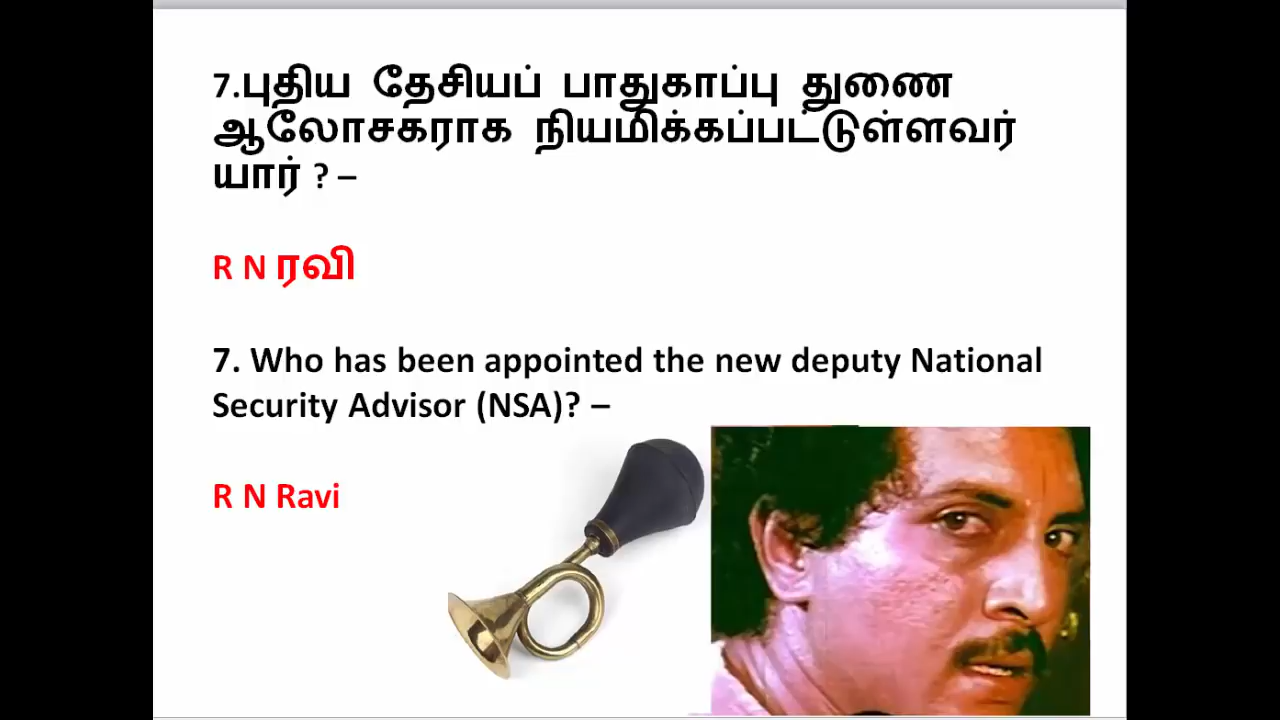 7.புதிய தேசியப் பாதுகாப்பு துணை
ஆலோசகராக நியமிக்கப்பட்டுள்ளவர்
யார் ? –
R N ரவி
7. Who has been appointed the new deputy National
Security Advisor (NSA)? –
R N Ravi